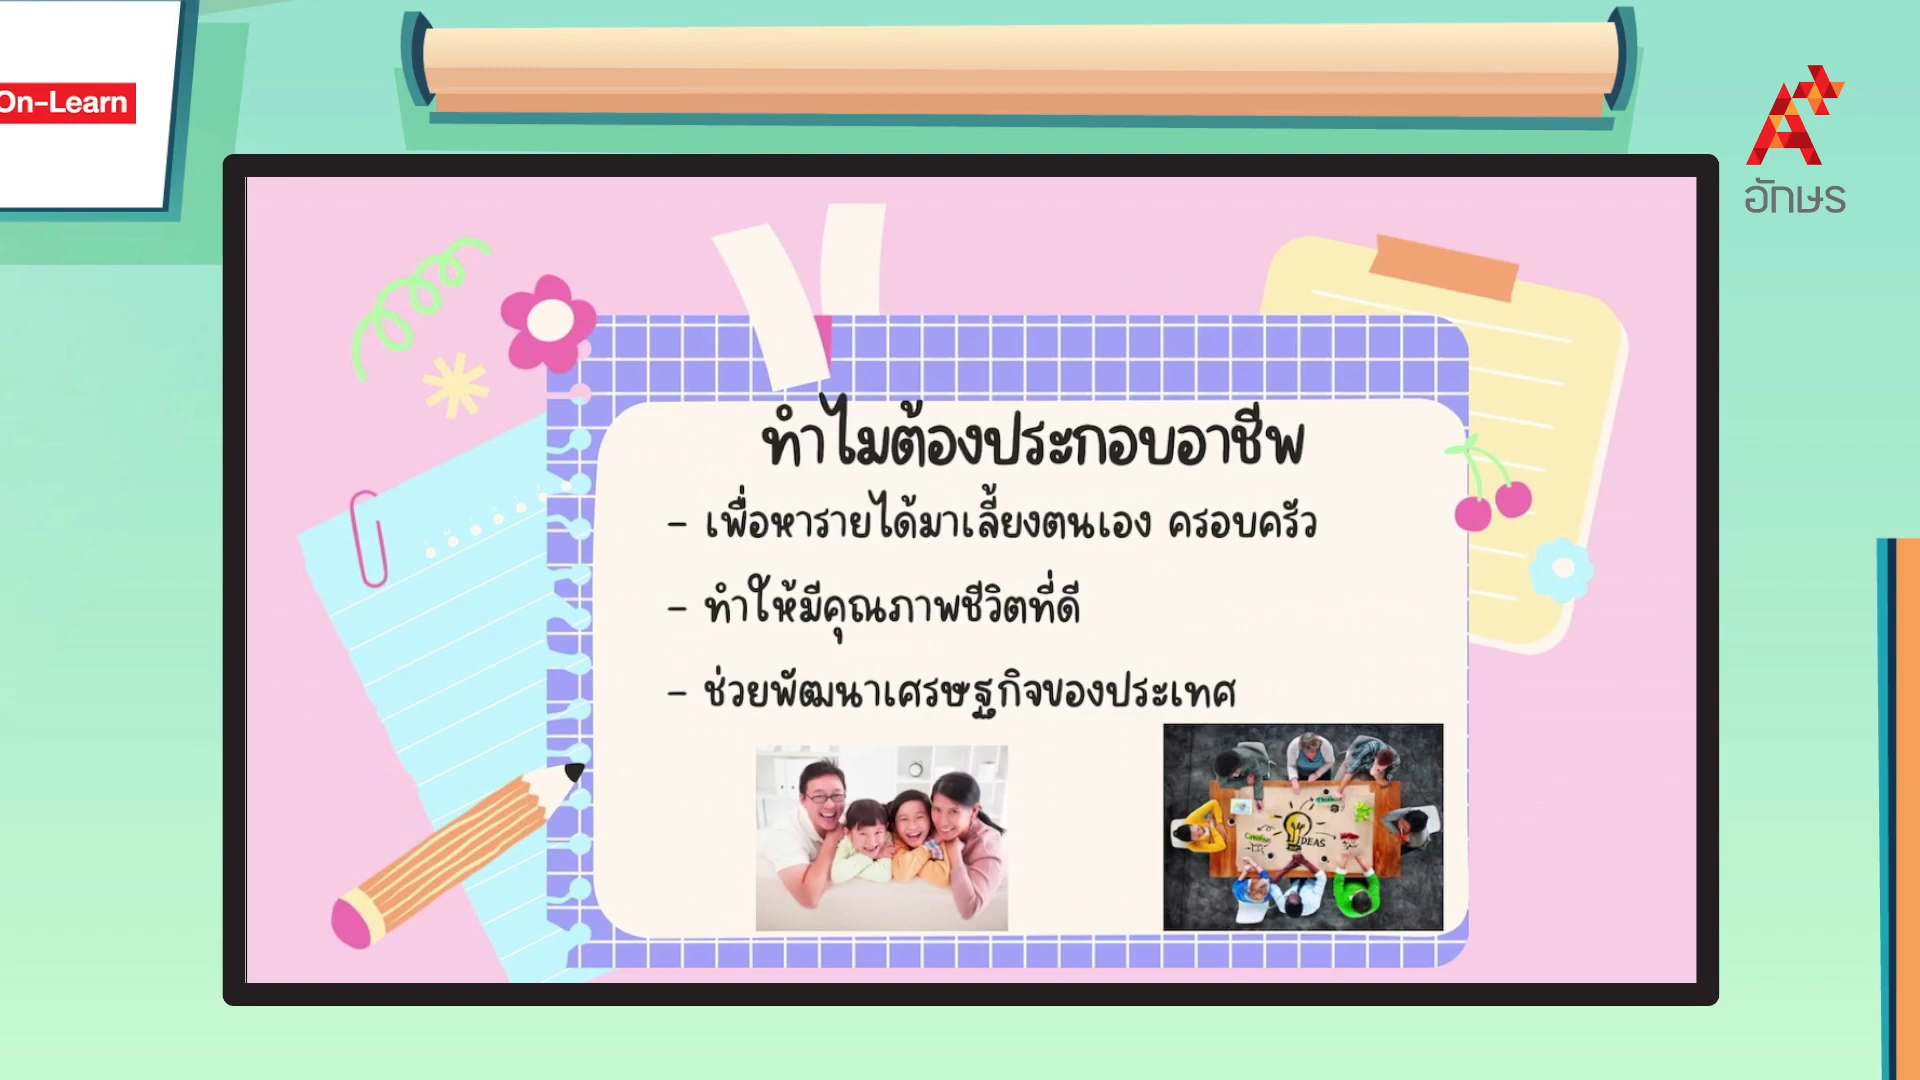 On-Learn
อักษร
ทำไมต้องประกอบอาชีพ
- เพื่อหารายได้มาเลี้ยงตนเอง ครอบครัว
- ทำให้มีคุณภาพชีวิตที่ดี
- ช่วยพัฒนาเศรษฐกิจของประเทศ
IDEAS